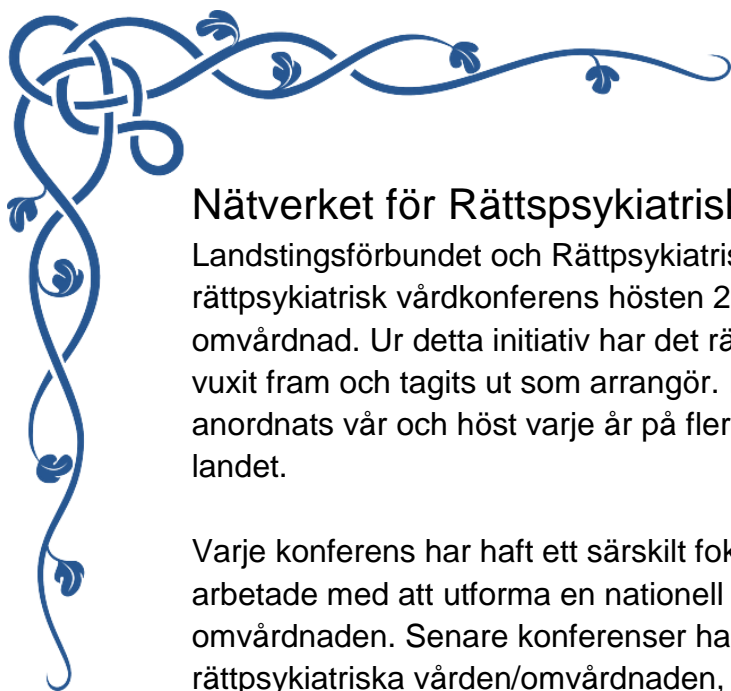 Nätverket för Rättspsykiatrisk
Landstingsförbundet och Rättpsykiatris
rättpsykiatrisk vårdkonferens hösten 2
omvårdnad. Ur detta initiativ har det rä
vuxit fram och tagits ut som arrangör.
anordnats vår och höst varje år på fler
landet.
Varje konferens har haft ett särskilt fok
arbetade med att utforma en nationell
omvårdnaden. Senare konferenser ha
rättpsykiatriska vården/omvårdnaden,